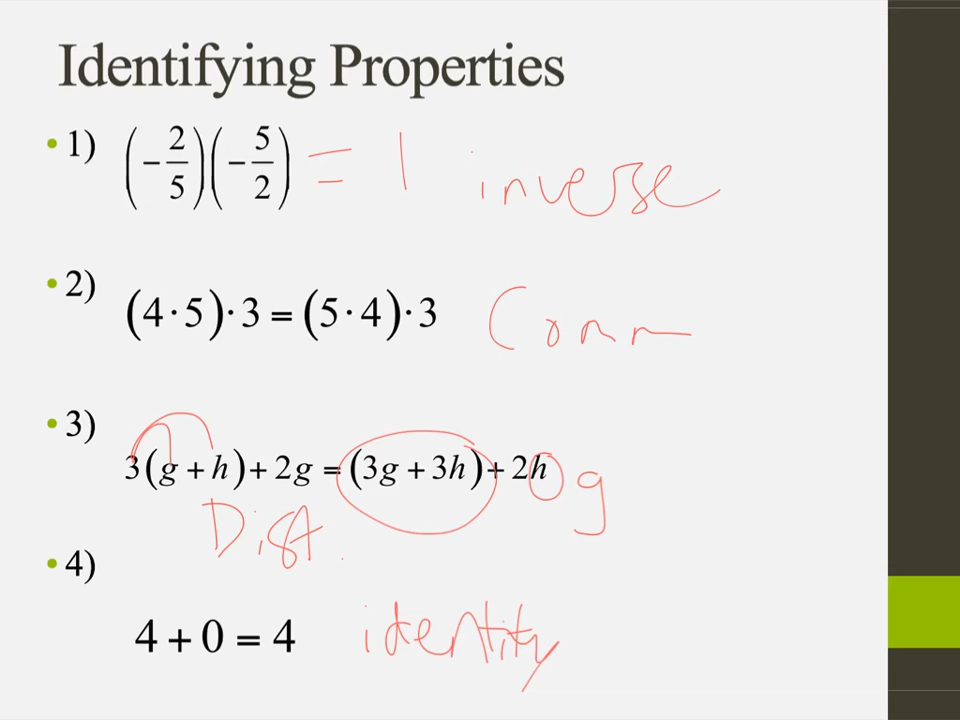 Identifying Properties
• 1) (-2/5)(-5/2) = 1 inverse
• 2) (4·5)·3 = (5·4)·3 Comm
• 3)
3(g + h) + 2g = (3g + 3h) + 2h g
Dist.
• 4)
4 + 0 = 4 identity